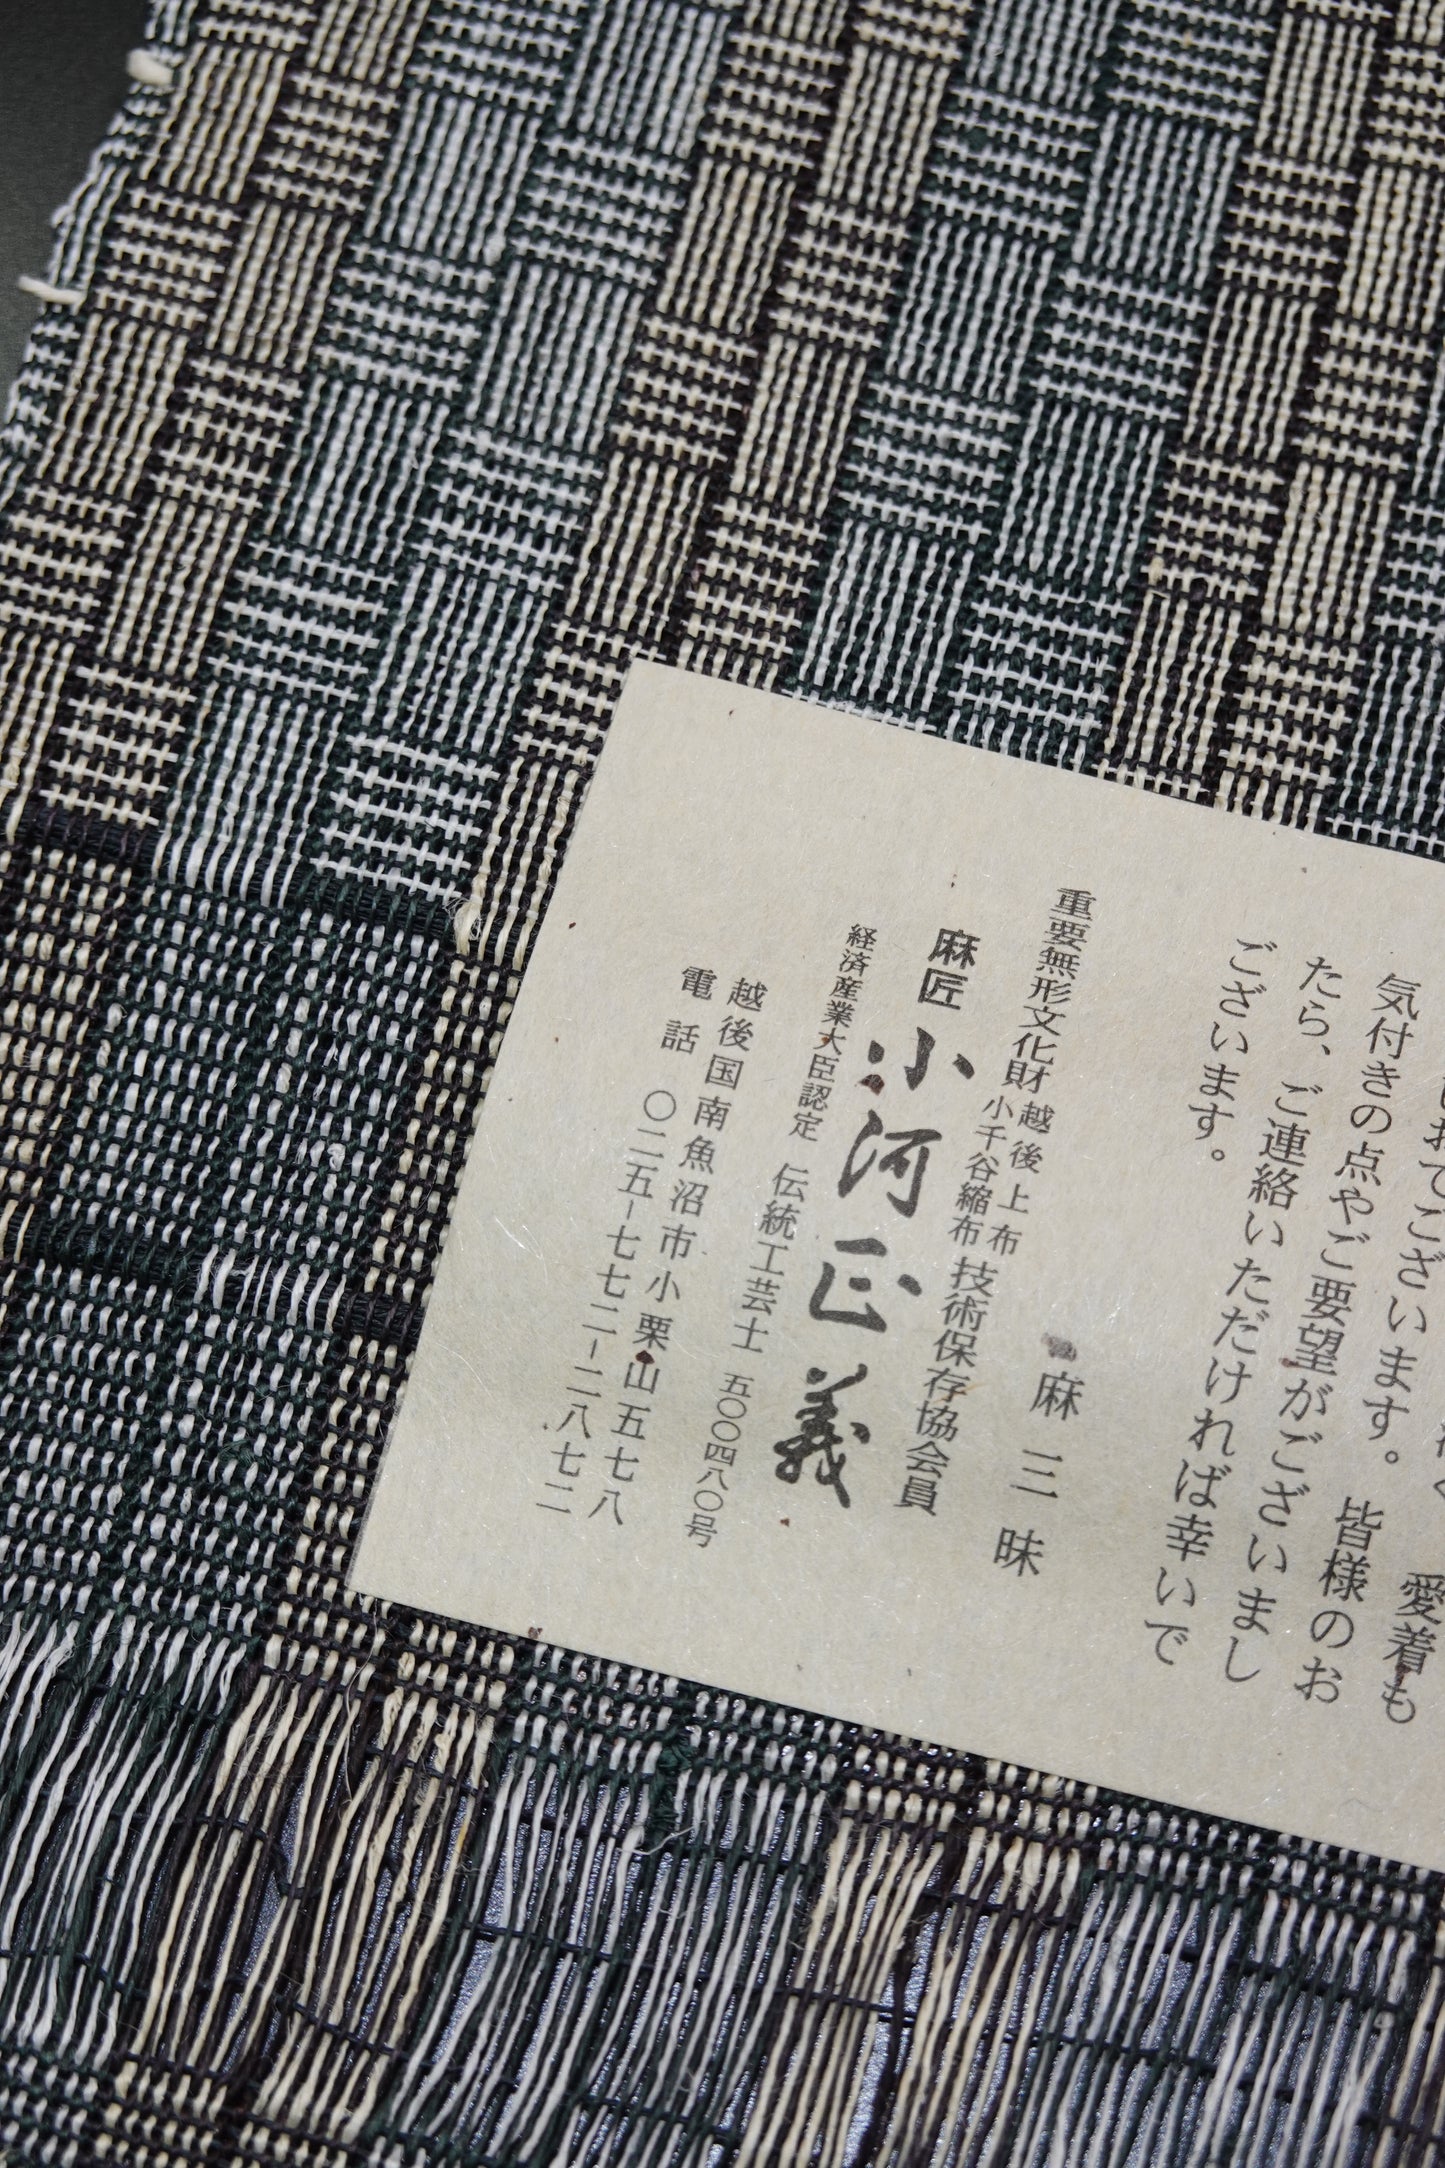 ございます。 愛着も
気付きの点やご要望がございまし
たら、ご連絡いただければ幸いで
ございます。
麻三昧
重要無形文化財 越後上布 小千谷縮布 技術保存協会員
麻匠 小河正義
経済産業大臣認定 伝統工芸士 五〇〇四八〇号
越後国南魚沼市小栗山五七八
電話 〇二五-七七二-二八七二